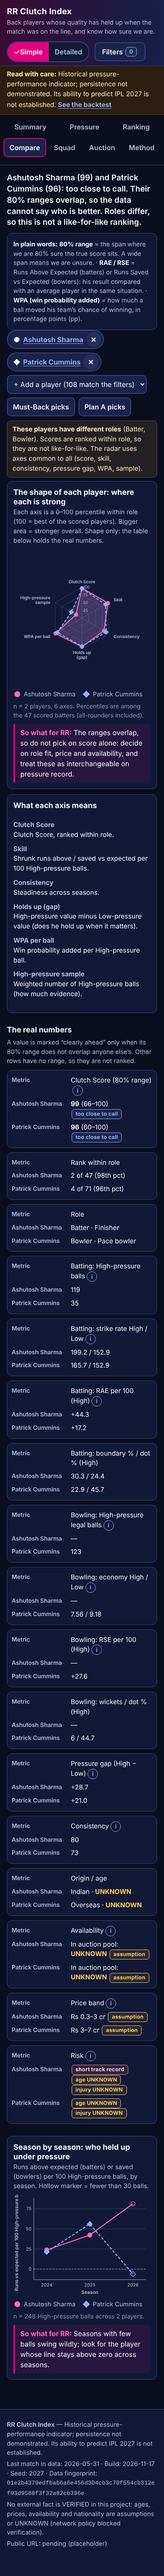 RR Clutch Index
Back players whose quality has held up when the match was on the line, and know how sure we are.
✓Simple Detailed Filters 0
Read with care: Historical pressure-performance indicator; persistence not demonstrated. Its ability to predict IPL 2027 is not established. See the backtest
Summary Pressure Ranking
Compare Squad Auction Method
Ashutosh Sharma (99) and Patrick Cummins (96): too close to call. Their 80% ranges overlap, so the data cannot say who is better. Roles differ, so this is not a like-for-like ranking.
In plain words: 80% range = the span where we are 80% sure the true score sits. A wide span means we are unsure. · RAE / RSE = Runs Above Expected (batter) or Runs Saved vs Expected (bowler): his result compared with an average player in the same situation. · WPA (win probability added) = how much a ball moved his team's chance of winning, in percentage points (pp).
Ashutosh Sharma ✕
Patrick Cummins ✕
+ Add a player (108 match the filters)
Must-Back picks Plan A picks
These players have different roles (Batter, Bowler). Scores are ranked within role, so they are not like-for-like. The radar uses axes common to all (score, skill, consistency, pressure gap, WPA, sample).
The shape of each player: where each is strong
Each axis is a 0–100 percentile within role (100 = best of the scored players). Bigger area = stronger overall. Shape only: the table below holds the real numbers.
Clutch Score
Skill
Consistency
Holds up (gap)
WPA per ball
High-pressure sample
Ashutosh Sharma Patrick Cummins
n = 2 players, 6 axes. Percentiles are among the 47 scored batters (all-rounders included).
So what for RR: The ranges overlap, so do not pick on score alone: decide on role fit, price and availability, and treat these as interchangeable on pressure record.
What each axis means
Clutch Score
Clutch Score, ranked within role.
Skill
Shrunk runs above / saved vs expected per 100 High-pressure balls.
Consistency
Steadiness across seasons.
Holds up (gap)
High-pressure value minus Low-pressure value (does he hold up when it matters).
WPA per ball
Win probability added per High-pressure ball.
High-pressure sample
Weighted number of High-pressure balls (how much evidence).
The real numbers
A value is marked “clearly ahead” only when its 80% range does not overlap anyone else’s. Other rows have no range, so they are not ranked.
Metric Clutch Score (80% range) i
Ashutosh Sharma 99 (66–100) too close to call
Patrick Cummins 96 (60–100) too close to call
Metric Rank within role
Ashutosh Sharma 2 of 47 (98th pct)
Patrick Cummins 4 of 71 (96th pct)
Metric Role
Ashutosh Sharma Batter · Finisher
Patrick Cummins Bowler · Pace bowler
Metric Batting: High-pressure balls i
Ashutosh Sharma 119
Patrick Cummins 35
Metric Batting: strike rate High / Low i
Ashutosh Sharma 199.2 / 152.9
Patrick Cummins 165.7 / 152.9
Metric Batting: RAE per 100 (High) i
Ashutosh Sharma +44.3
Patrick Cummins +17.2
Metric Batting: boundary % / dot % (High)
Ashutosh Sharma 30.3 / 24.4
Patrick Cummins 22.9 / 45.7
Metric Bowling: High-pressure legal balls i
Ashutosh Sharma —
Patrick Cummins 123
Metric Bowling: economy High / Low i
Ashutosh Sharma —
Patrick Cummins 7.56 / 9.18
Metric Bowling: RSE per 100 (High) i
Ashutosh Sharma —
Patrick Cummins +27.6
Metric Bowling: wickets / dot % (High)
Ashutosh Sharma —
Patrick Cummins 6 / 44.7
Metric Pressure gap (High − Low) i
Ashutosh Sharma +28.7
Patrick Cummins +21.0
Metric Consistency i
Ashutosh Sharma 80
Patrick Cummins 73
Metric Origin / age
Ashutosh Sharma Indian · UNKNOWN
Patrick Cummins Overseas · UNKNOWN
Metric Availability i
Ashutosh Sharma In auction pool: UNKNOWN assumption
Patrick Cummins In auction pool: UNKNOWN assumption
Metric Price band i
Ashutosh Sharma Rs 0.3–3 cr assumption
Patrick Cummins Rs 3–7 cr assumption
Metric Risk i
Ashutosh Sharma short track record age UNKNOWN injury UNKNOWN
Patrick Cummins age UNKNOWN injury UNKNOWN
Season by season: who held up under pressure
Runs above expected (batters) or saved (bowlers) per 100 High-pressure balls, by season. Hollow marker = fewer than 30 balls.
75
50
25
0
2024 2025 2026
Season
Ashutosh Sharma Patrick Cummins
n = 248 High-pressure balls across 2 players.
So what for RR: Seasons with few balls swing wildly; look for the player whose line stays above zero across seasons.
RR Clutch Index — Historical pressure-performance indicator; persistence not demonstrated. Its ability to predict IPL 2027 is not established.
Last match in data: 2026-05-31 · Build: 2026-11-17 · Seed: 2027 · Data fingerprint:
No external fact is VERIFIED in this project: ages, prices, availability and nationality are assumptions or UNKNOWN (network policy blocked verification).
Public URL: pending (placeholder)